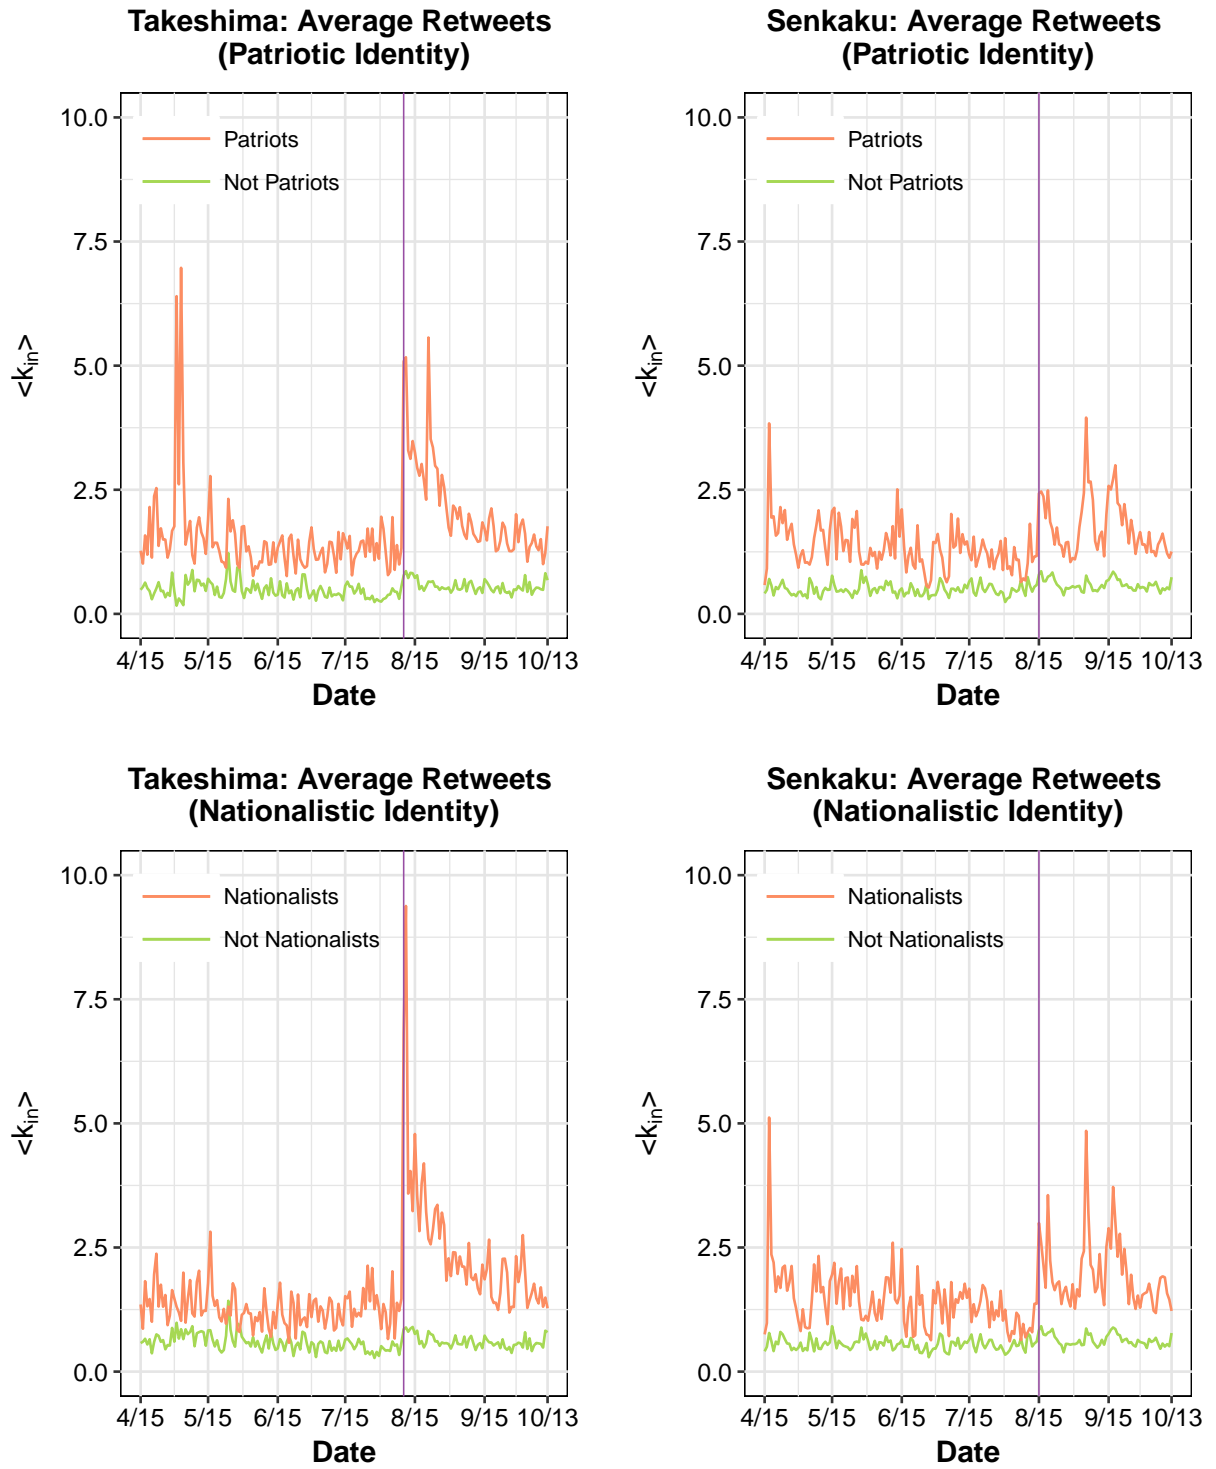 Takeshima: Average Retweets
(Patriotic Identity)
<k_in>
10.0
7.5
5.0
2.5
0.0
Patriots
Not Patriots
4/15 5/15 6/15 7/15 8/15 9/15 10/13
Date
Senkaku: Average Retweets
(Patriotic Identity)
<k_in>
10.0
7.5
5.0
2.5
0.0
Patriots
Not Patriots
4/15 5/15 6/15 7/15 8/15 9/15 10/13
Date
Takeshima: Average Retweets
(Nationalistic Identity)
<k_in>
10.0
7.5
5.0
2.5
0.0
Nationalists
Not Nationalists
4/15 5/15 6/15 7/15 8/15 9/15 10/13
Date
Senkaku: Average Retweets
(Nationalistic Identity)
<k_in>
10.0
7.5
5.0
2.5
0.0
Nationalists
Not Nationalists
4/15 5/15 6/15 7/15 8/15 9/15 10/13
Date